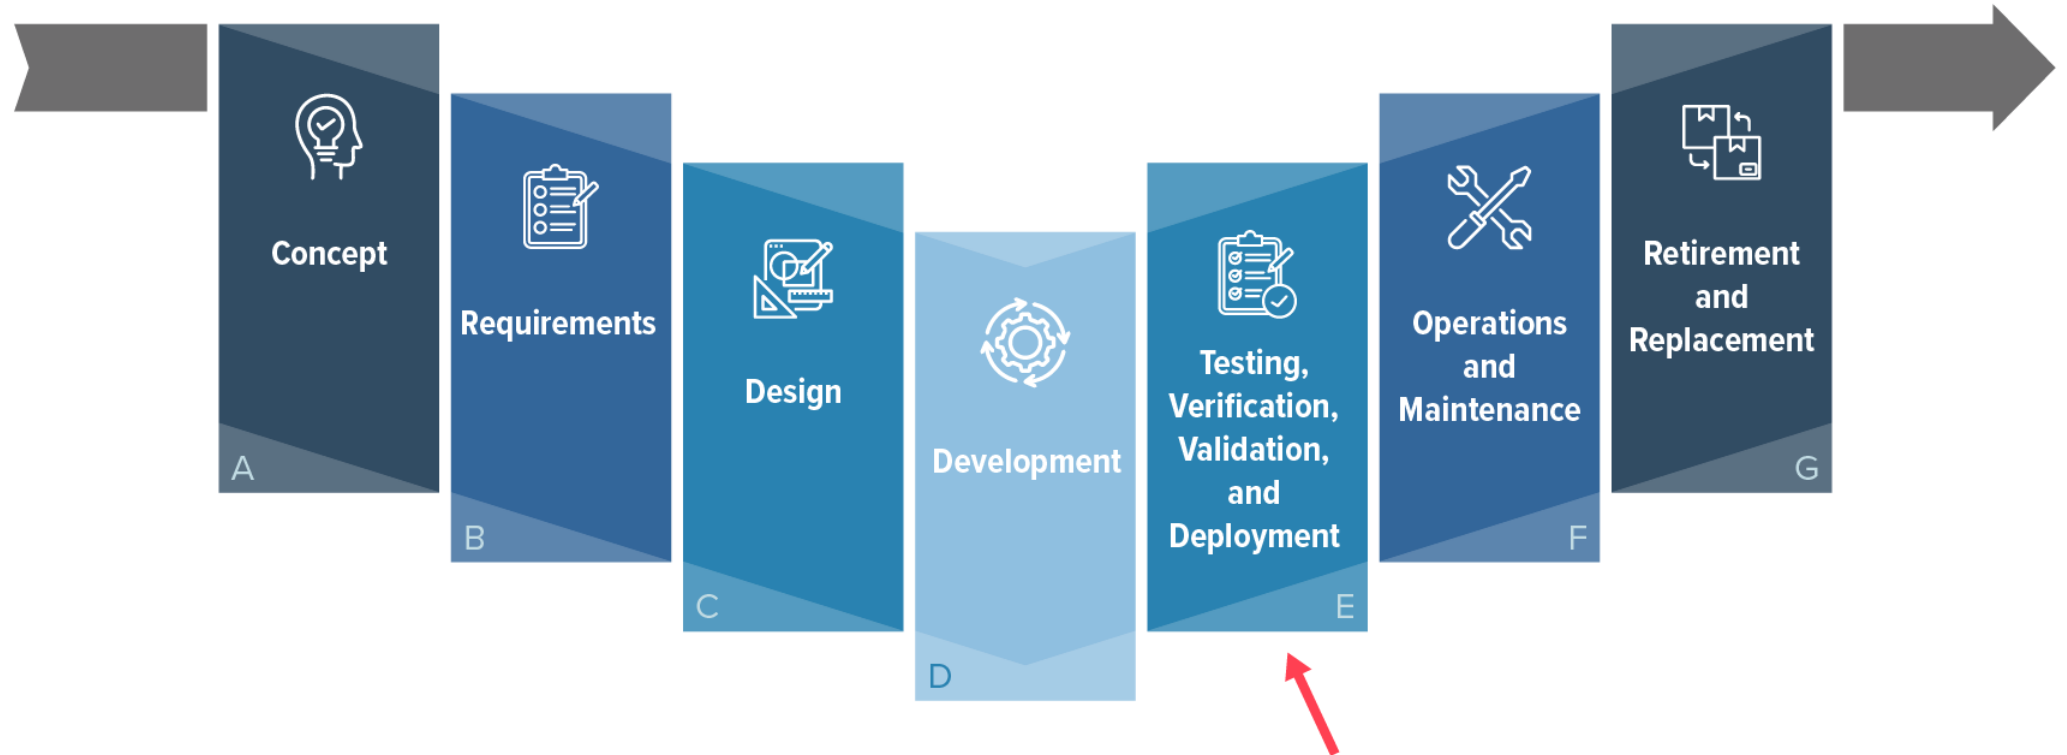 Concept
A
Requirements
B
Design
C
Development
D
Testing,
Verification,
Validation,
and
Deployment
E
Operations
and
Maintenance
F
Retirement
and
Replacement
G